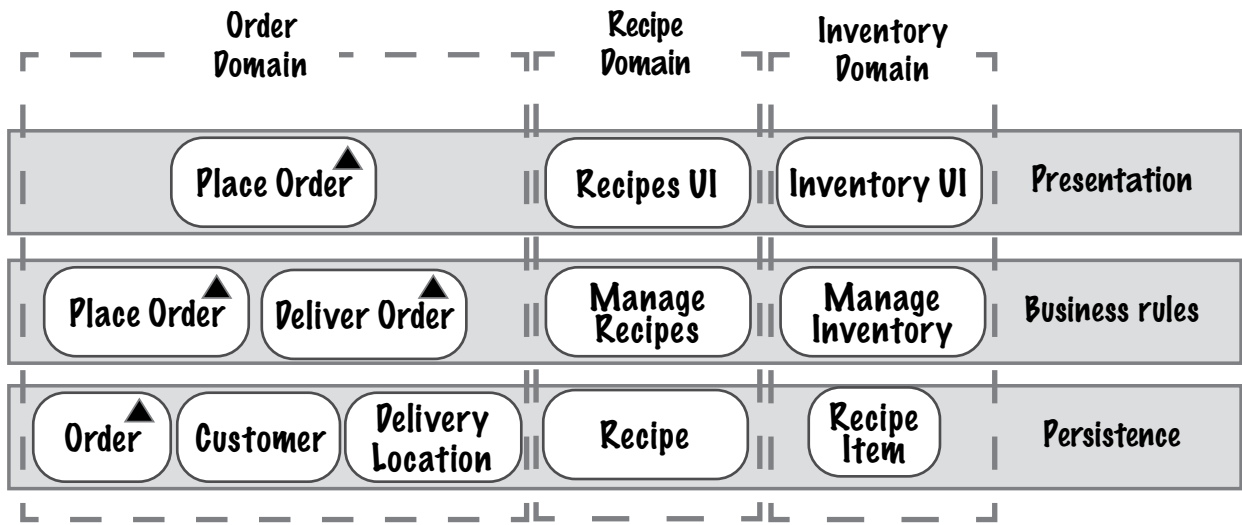 Order
Domain
Recipe
Domain
Inventory
Domain
Place Order
Recipes UI
Inventory UI
Presentation
Place Order
Deliver Order
Manage
Recipes
Manage
Inventory
Business rules
Order
Customer
Delivery
Location
Recipe
Recipe
Item
Persistence